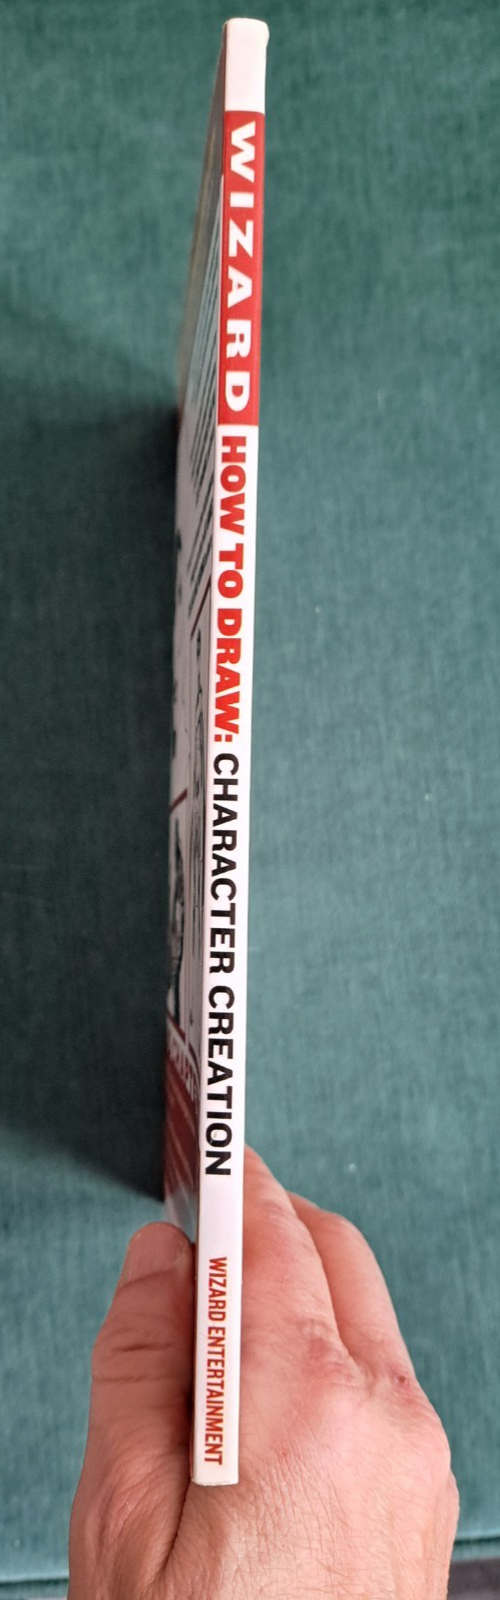 WIZARD HOW TO DRAW: CHARACTER CREATION
WIZARD ENTERTAINMENT